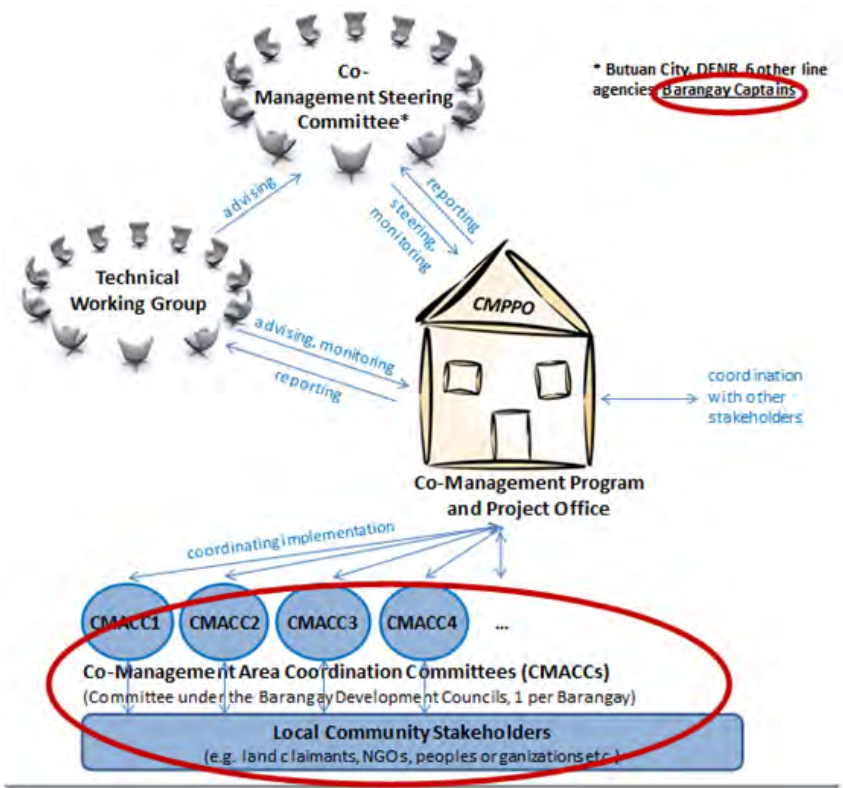 Co-
Management Steering
Committee*
* Butuan City, DENR, 6 other line
agencies, Barangay Captains
advising
reporting
steering,
monitoring
Technical
Working Group
advising, monitoring
reporting
CMPPO
coordination
with other
stakeholders
Co-Management Program
and Project Office
coordinating implementation
CMACC1
CMACC2
CMACC3
CMACC4
...
Co-Management Area Coordination Committees (CMACCs)
(Committee under the Barangay Development Councils, 1 per Barangay)
Local Community Stakeholders
(e.g. land claimants, NGOs, peoples organizations etc.)